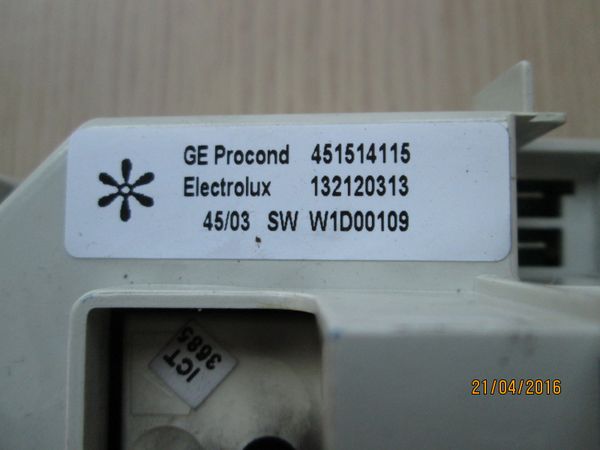 GE Procond 451514115
Electrolux 132120313
45/03 SW W1D00109
ICT
3685
21/04/2016